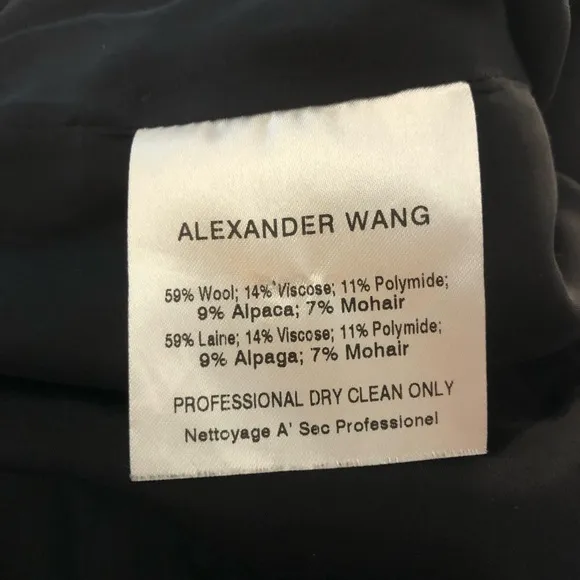 ALEXANDER WANG
59% Wool; 14% Viscose; 11% Polymide;
9% Alpaca; 7% Mohair
59% Laine; 14% Viscose; 11% Polymide;
9% Alpaga; 7% Mohair
PROFESSIONAL DRY CLEAN ONLY
Nettoyage A' Sec Professionel